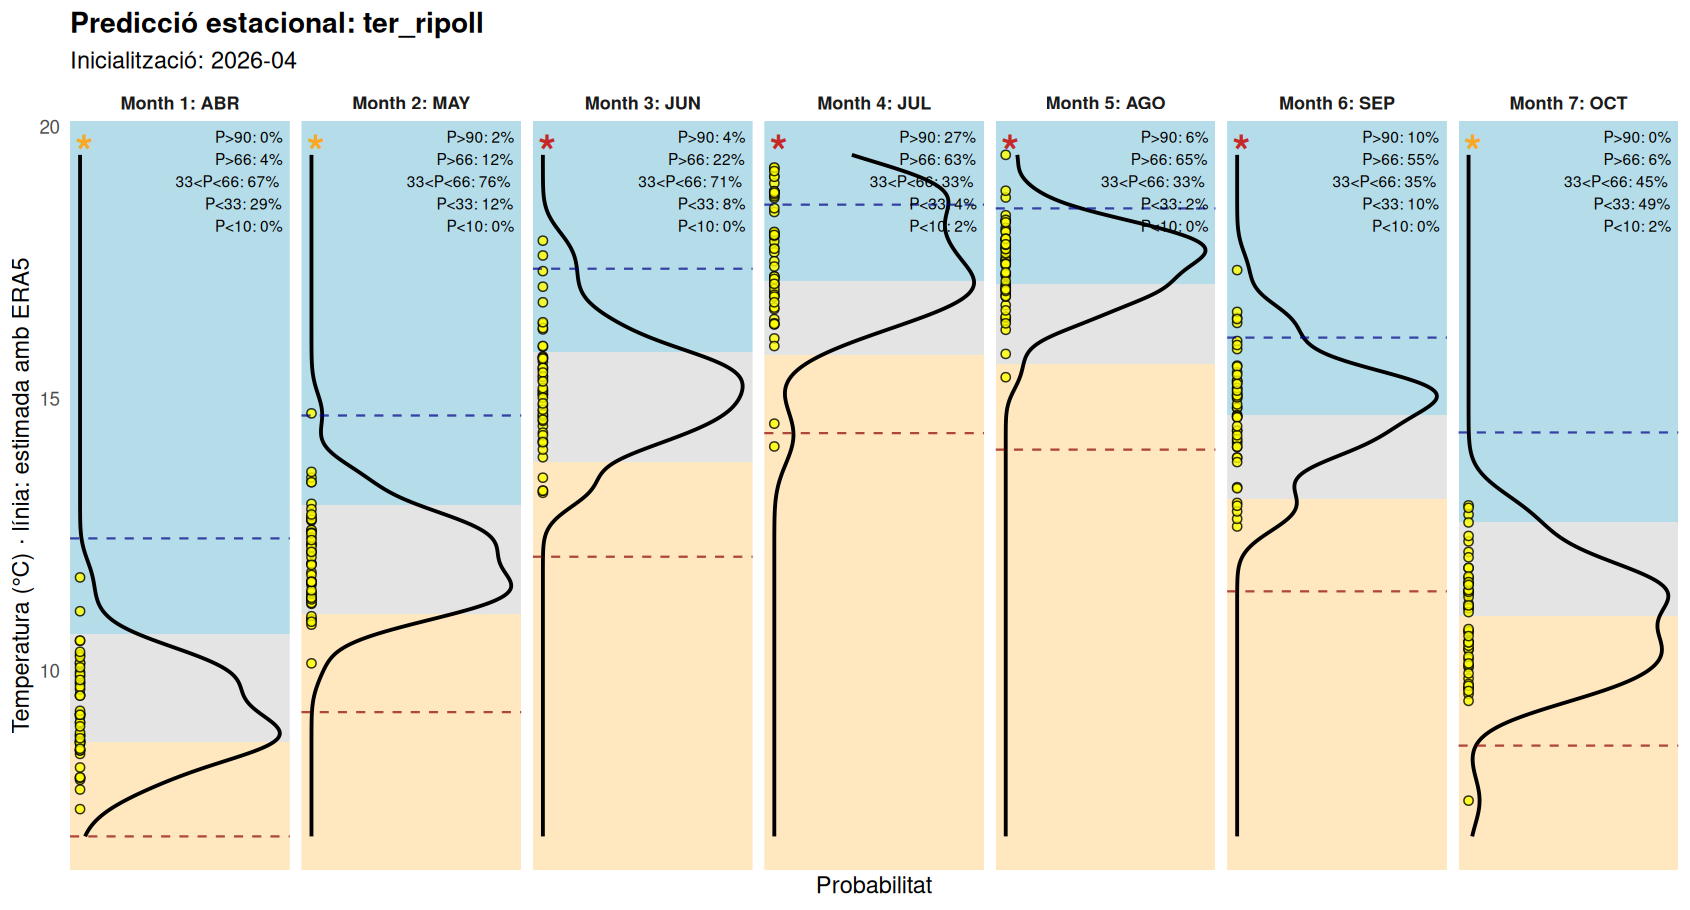 Predicció estacional: ter_ripoll
Inicialització: 2026-04
Month 1: ABR
Month 2: MAY
Month 3: JUN
Month 4: JUL
Month 5: AGO
Month 6: SEP
Month 7: OCT
20
15
10
Temperatura (°C) · línia: estimada amb ERA5
*
P>90: 0%
P>66: 4%
33<P<66: 67%
P<33: 29%
P<10: 0%
*
P>90: 2%
P>66: 12%
33<P<66: 76%
P<33: 12%
P<10: 0%
*
P>90: 4%
P>66: 22%
33<P<66: 71%
P<33: 8%
P<10: 0%
*
P>90: 27%
P>66: 63%
33<P<66: 33%
P<33: 4%
P<10: 2%
*
P>90: 6%
P>66: 65%
33<P<66: 33%
P<33: 2%
P<10: 0%
*
P>90: 10%
P>66: 55%
33<P<66: 35%
P<33: 10%
P<10: 0%
*
P>90: 0%
P>66: 6%
33<P<66: 45%
P<33: 49%
P<10: 2%
Probabilitat